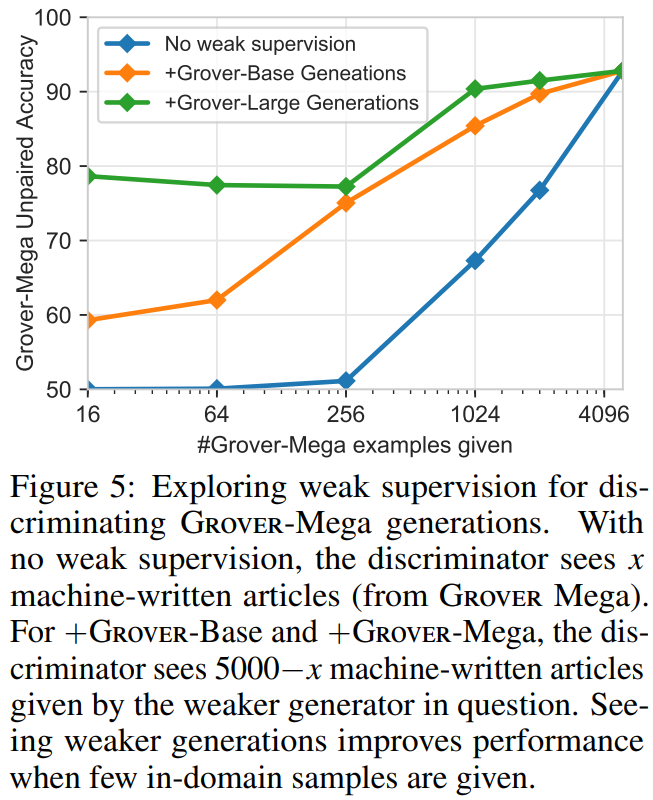 100
90
80
70
60
50
Grover-Mega Unpaired Accuracy
No weak supervision
+Grover-Base Geneations
+Grover-Large Generations
16 64 256 1024 4096
#Grover-Mega examples given
Figure 5: Exploring weak supervision for dis-
criminating GROVER-Mega generations. With
no weak supervision, the discriminator sees x
machine-written articles (from GROVER Mega).
For +GROVER-Base and +GROVER-Mega, the dis-
criminator sees 5000−x machine-written articles
given by the weaker generator in question. See-
ing weaker generations improves performance
when few in-domain samples are given.